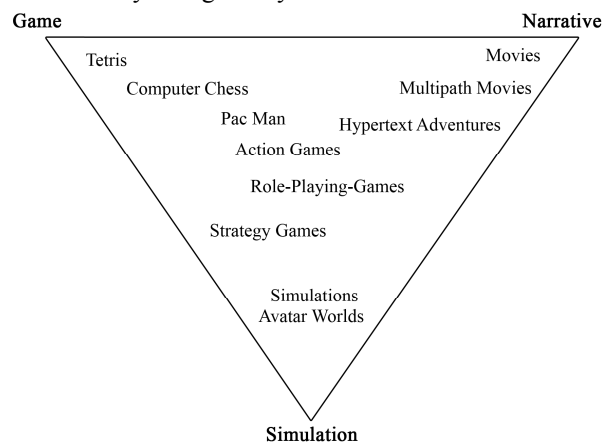 Game
Narrative
Tetris
Movies
Computer Chess
Multipath Movies
Pac Man
Hypertext Adventures
Action Games
Role-Playing-Games
Strategy Games
Simulations
Avatar Worlds
Simulation